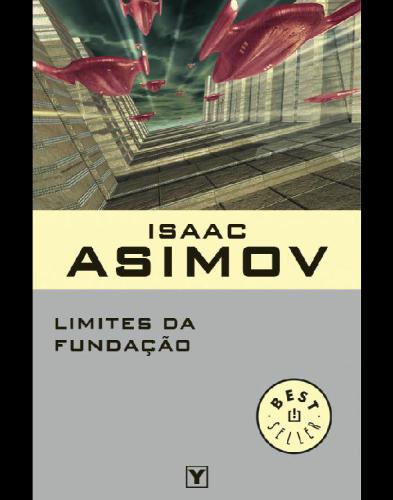 ISAAC
ASIMOV
LIMITES DA
FUNDAÇÃO
BEST
SELLER
Y